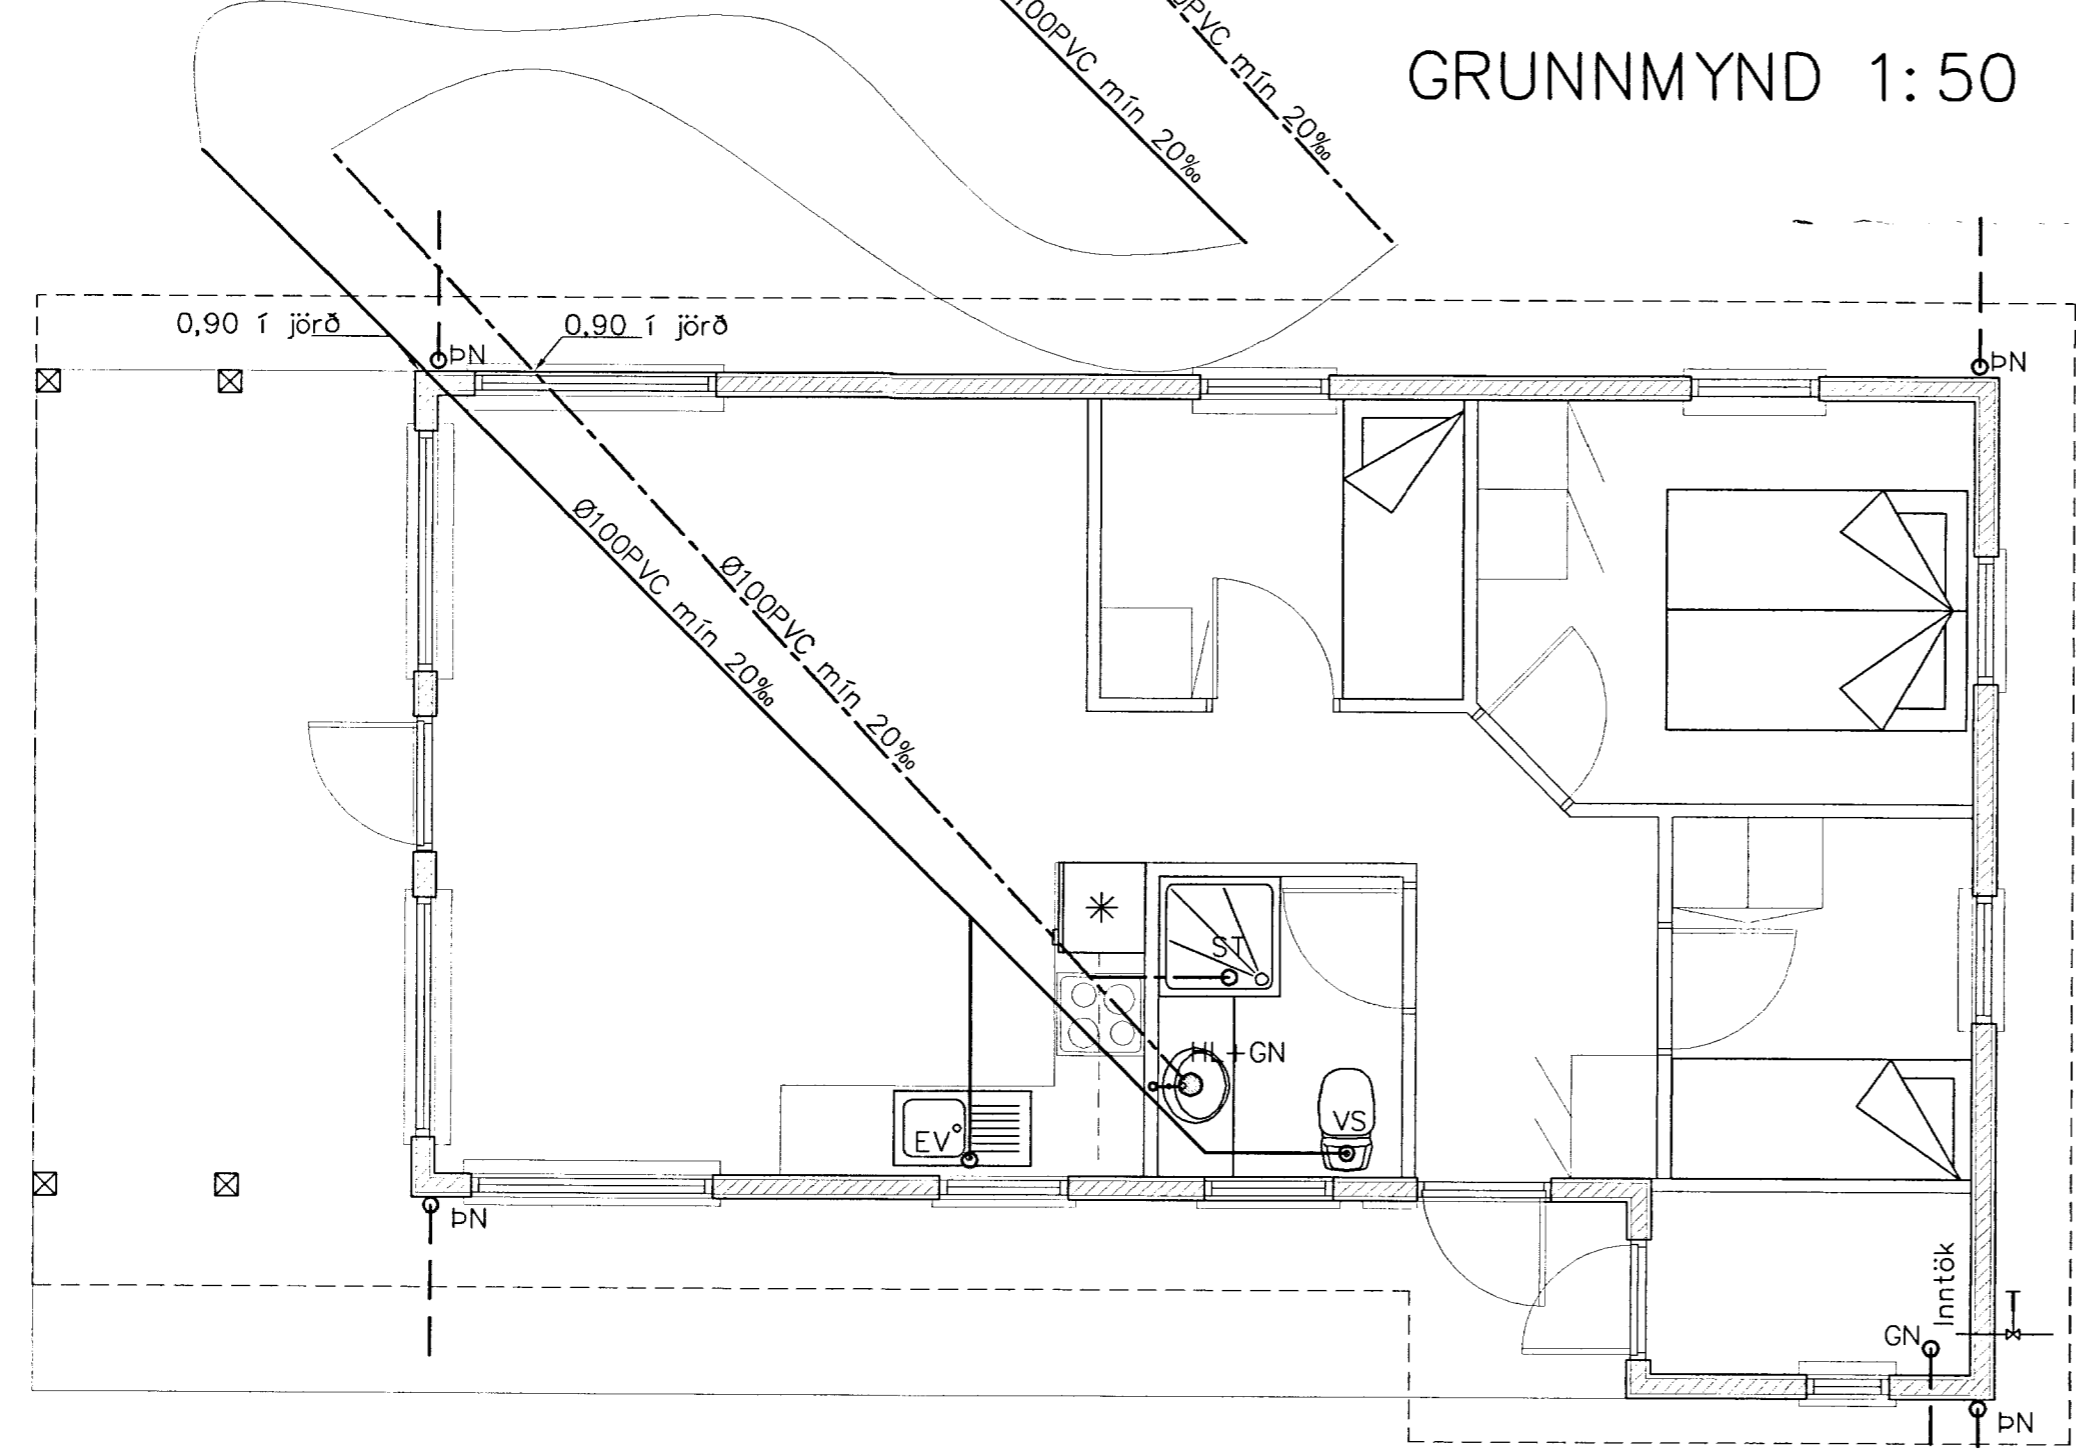 100PVC mín 20‰
PVC mín 20‰
GRUNNMYND 1:50
0,90 í jörð
0,90 í jörð
ÞN
ÞN
Ø100PVC mín 20‰
Ø100PVC mín 20‰
ST
HL+GN
VS
EV
ÞN
Inntök
GN
ÞN